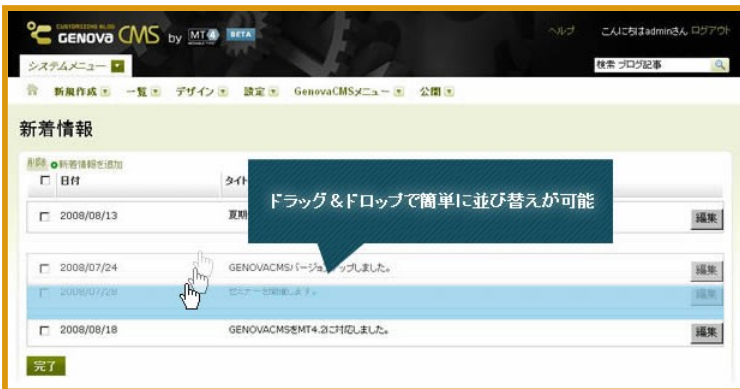 CUSTOMIZING BLOG
GENOVA CMS by MT4 BETA
ヘルプ こんにちはadminさん ログアウト
システムメニュー
検索 ブログ記事
新規作成 一覧 デザイン 設定 GenovaCMSメニュー 公開
新着情報
削除 新着情報を追加
日付 タイト
ドラッグ&ドロップで簡単に並び替えが可能
2008/08/13 夏期 編集
2008/07/24 GENOVACMSバージョンアップしました。 編集
2008/07/28 セミナーを開催します。 編集
2008/08/18 GENOVACMSをMT4.2に対応しました。 編集
完了